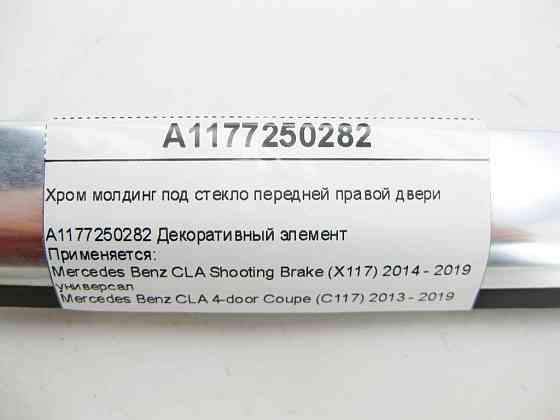 A1177250282
Хром молдинг под стекло передней правой двери
A1177250282 Декоративный элемент
Применяется:
Mercedes Benz CLA Shooting Brake (X117) 2014 - 2019
универсал
Mercedes Benz CLA 4-door Coupe (C117) 2013 - 2019